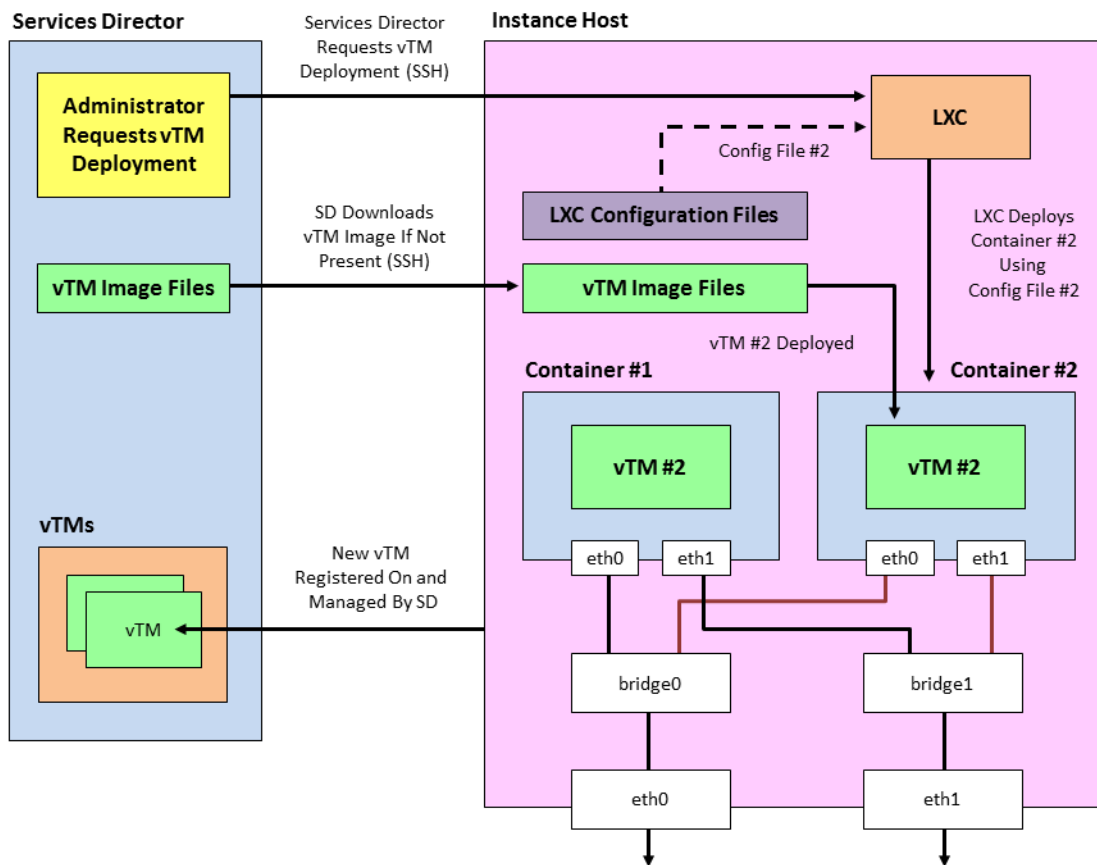 Services Director
Services Director
Requests vTM
Deployment (SSH)
Instance Host
Administrator
Requests vTM
Deployment
LXC
Config File #2
SD Downloads
vTM Image If Not
Present (SSH)
LXC Configuration Files
LXC Deploys
Container #2
Using
Config File #2
vTM Image Files
vTM Image Files
vTM #2 Deployed
Container #1
Container #2
vTM #2
vTM #2
vTMs
eth0
eth1
eth0
eth1
New vTM
Registered On and
Managed By SD
vTM
bridge0
bridge1
eth0
eth1